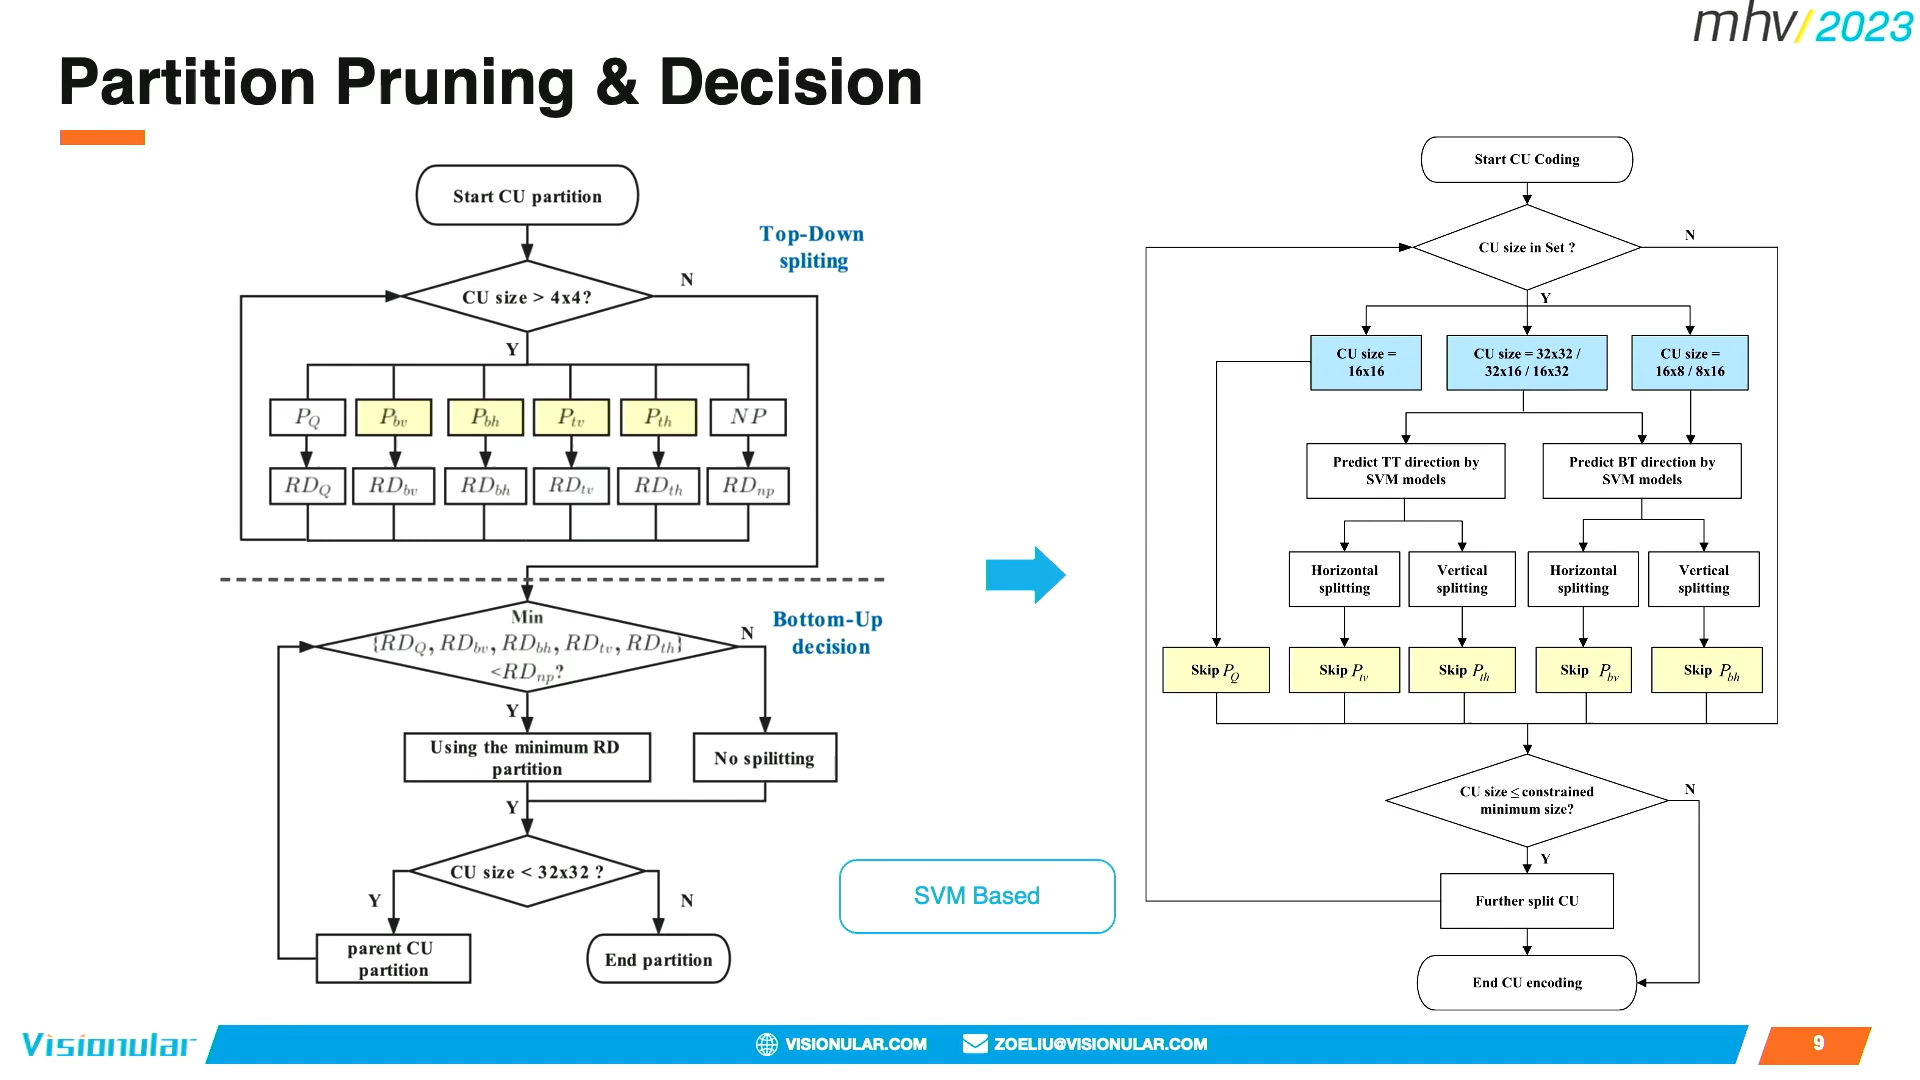 mhv/2023
Partition Pruning & Decision
Start CU partition
Top-Down
spliting
CU size > 4x4?
N
Y
P_Q
P_bv
P_bh
P_tv
P_th
NP
RD_Q
RD_bv
RD_bh
RD_tv
RD_th
RD_np
Min
{RD_Q, RD_bv, RD_bh, RD_tv, RD_th}
<RD_np?
N
Bottom-Up
decision
Y
Using the minimum RD
partition
No spilitting
Y
CU size < 32x32 ?
Y
N
parent CU
partition
End partition
SVM Based
Start CU Coding
CU size in Set ?
N
Y
CU size =
16x16
CU size = 32x32 /
32x16 / 16x32
CU size =
16x8 / 8x16
Predict TT direction by
SVM models
Predict BT direction by
SVM models
Horizontal
splitting
Vertical
splitting
Horizontal
splitting
Vertical
splitting
Skip P_Q
Skip P_tv
Skip P_th
Skip P_bv
Skip P_bh
CU size ≤ constrained
minimum size?
N
Y
Further split CU
End CU encoding
Visionular
VISIONULAR.COM
ZOELIU@VISIONULAR.COM
9